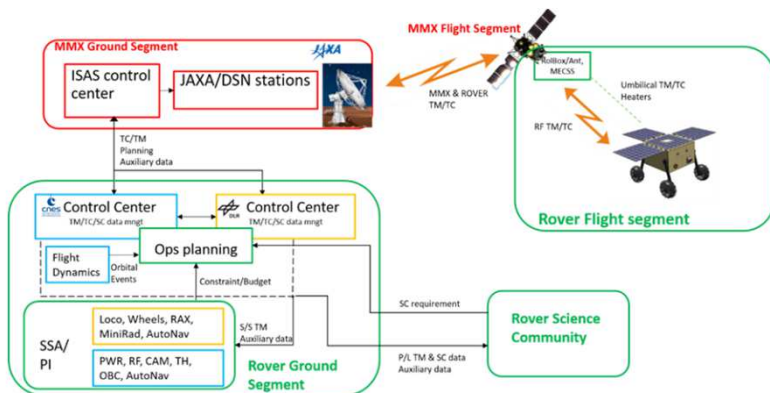 MMX Ground Segment
JAXA
ISAS control
center
JAXA/DSN stations
MMX Flight Segment
RolBox/Ant,
MECSS
MMX & ROVER
TM/TC
Umbilical TM/TC
Heaters
RF TM/TC
Rover Flight segment
TC/TM
Planning
Auxiliary data
cnes
Control Center
TM/TC/SC data mngt
DLR
Control Center
TM/TC/SC data mngt
Ops planning
Flight
Dynamics
Orbital
Events
Constraint/Budget
SC requirement
Loco, Wheels, RAX,
MiniRad, AutoNav
S/S TM
Auxiliary data
SSA/
PI
PWR, RF, CAM, TH,
OBC, AutoNav
Rover Ground
Segment
P/L TM & SC data
Auxiliary data
Rover Science
Community